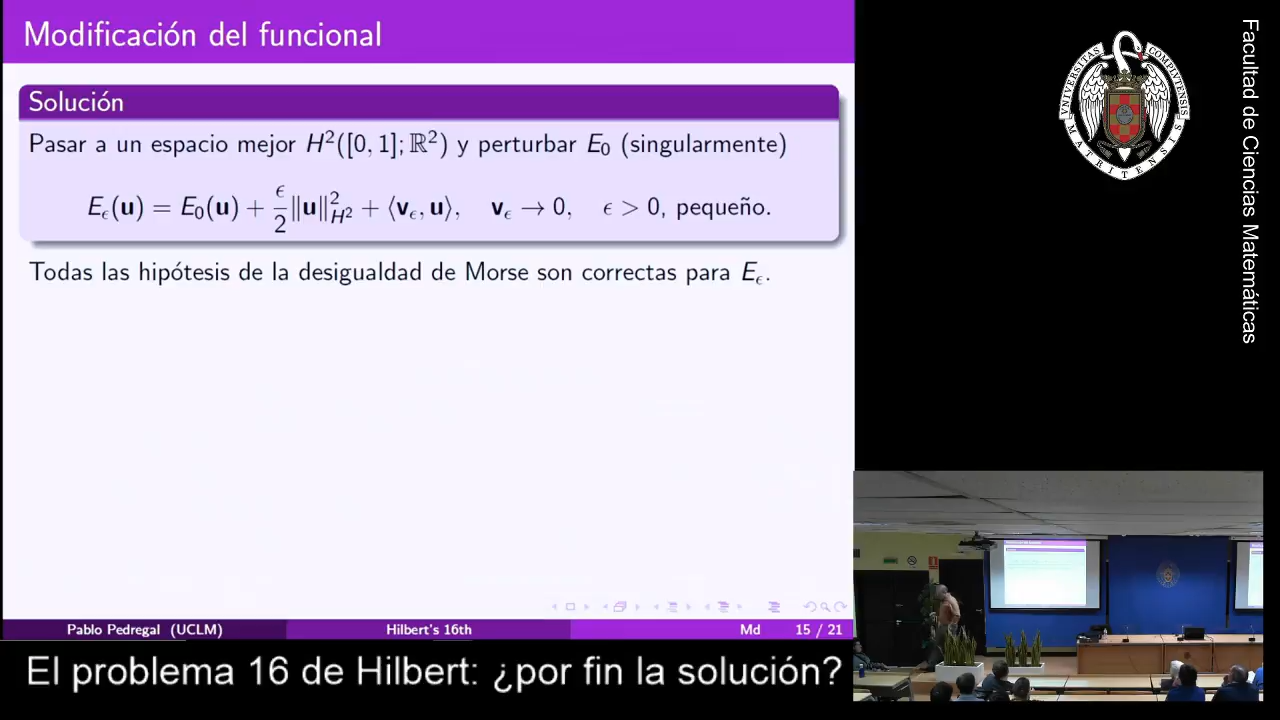 Modificación del funcional
Solución
Pasar a un espacio mejor H²([0, 1]; ℝ²) y perturbar E₀ (singularmente)
E_ϵ(u) = E₀(u) + ϵ/2 ‖u‖²_{H²} + ⟨v_ϵ, u⟩, v_ϵ → 0, ϵ > 0, pequeño.
Todas las hipótesis de la desigualdad de Morse son correctas para E_ϵ.
Pablo Pedregal (UCLM) Hilbert's 16th Md 15 / 21
El problema 16 de Hilbert: ¿por fin la solución?
VNIVERSITAS COMPLVTENSIS
MATRITENSIS
Facultad de Ciencias Matemáticas